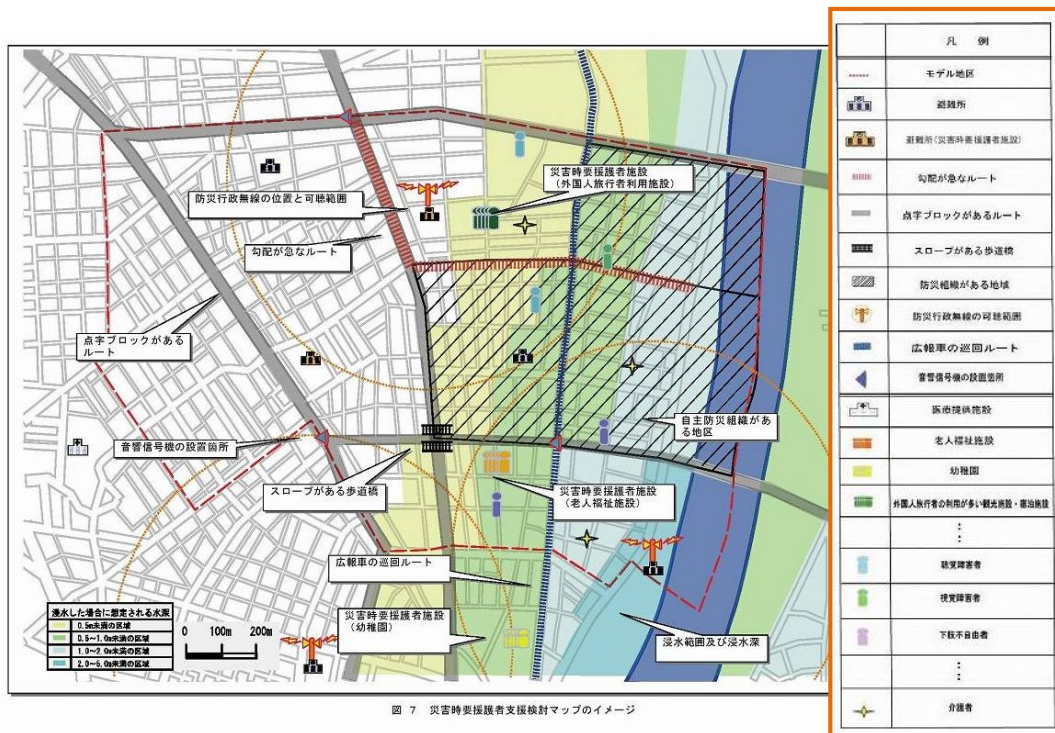 災害時要援護者施設
(外国人旅行者利用施設)
防災行政無線の位置と可聴範囲
勾配が急なルート
点字ブロックがある
ルート
自主防災組織があ
る地区
音響信号機の設置箇所
スロープがある歩道橋
災害時要援護者施設
(老人福祉施設)
広報車の巡回ルート
災害時要援護者施設
(幼稚園)
浸水範囲及び浸水深
浸水した場合に想定される水深
0.5m未満の区域
0.5～1.0m未満の区域
1.0～2.0m未満の区域
2.0～5.0m未満の区域
0 100m 200m
図 7 災害時要援護者支援検討マップのイメージ
凡 例
モデル地区
避難所
避難所(災害時要援護者施設)
勾配が急なルート
点字ブロックがあるルート
スロープがある歩道橋
防災組織がある地域
防災行政無線の可聴範囲
広報車の巡回ルート
音響信号機の設置箇所
医療提供施設
老人福祉施設
幼稚園
外国人旅行者の利用が多い観光施設・宿泊施設
⋮
聴覚障害者
視覚障害者
下肢不自由者
⋮
介護者